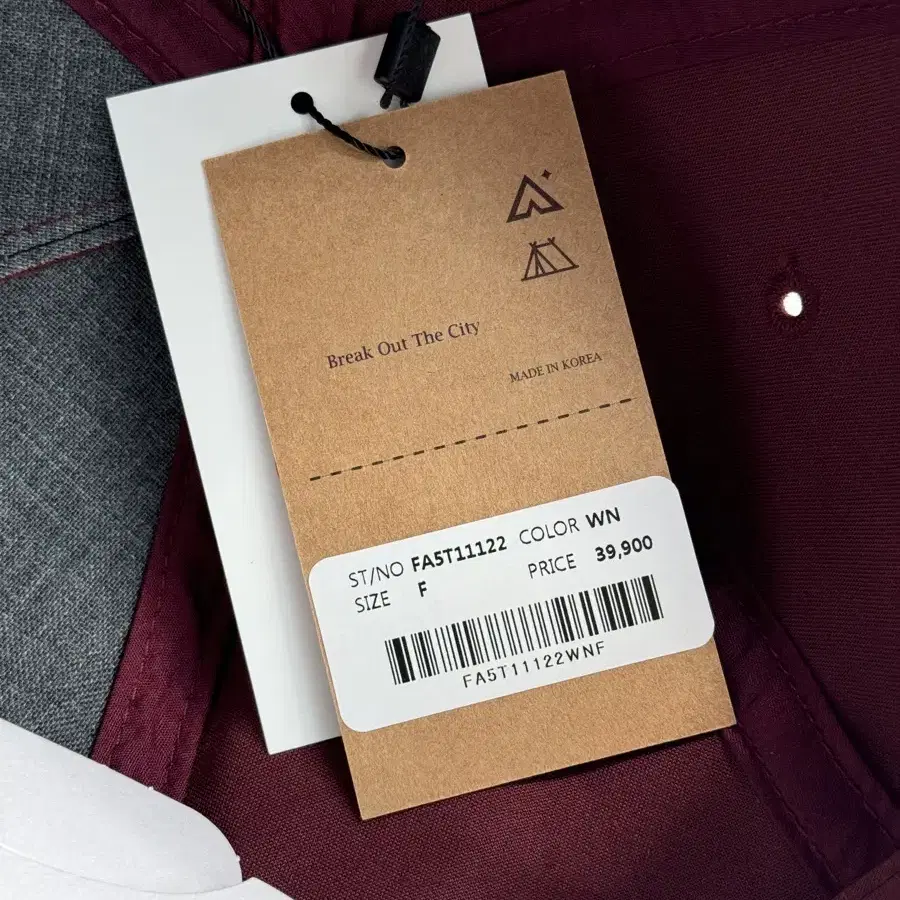 Break Out The City
MADE IN KOREA
ST/NO FA5T11122 COLOR WN
SIZE F PRICE 39,900
FA5T11122WNF